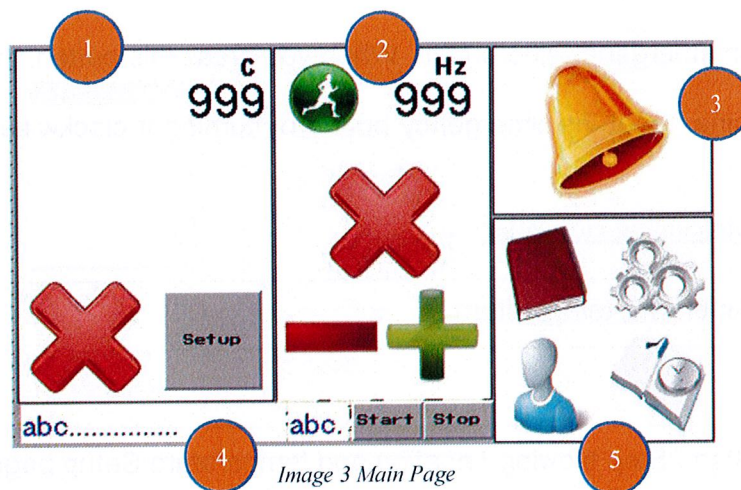 1
2
3
C
999
Hz
999
Setup
abc...............
abc.
Start
Stop
4
5
Image 3 Main Page